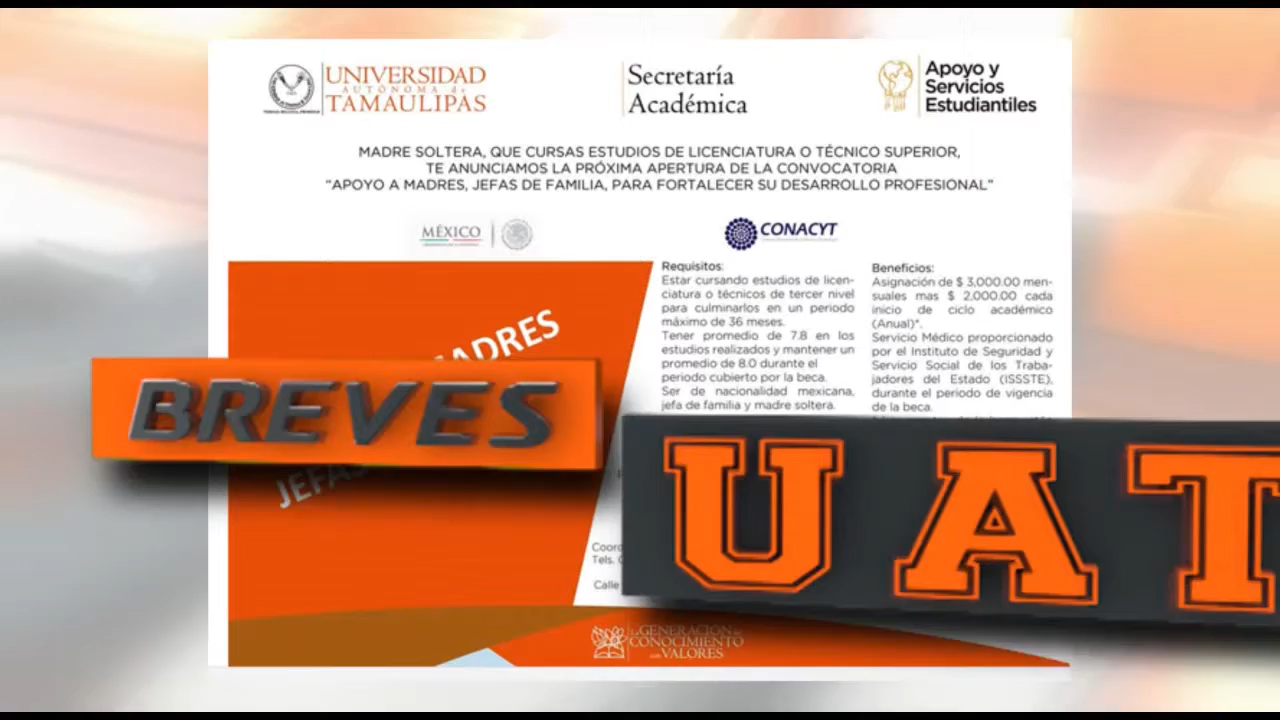 UNIVERSIDAD
AUTÓNOMA de
TAMAULIPAS
Secretaría
Académica
Apoyo y
Servicios
Estudiantiles
MADRE SOLTERA, QUE CURSAS ESTUDIOS DE LICENCIATURA O TÉCNICO SUPERIOR,
TE ANUNCIAMOS LA PRÓXIMA APERTURA DE LA CONVOCATORIA
"APOYO A MADRES, JEFAS DE FAMILIA, PARA FORTALECER SU DESARROLLO PROFESIONAL"
MÉXICO
CONACYT
Requisitos:
Estar cursando estudios de licen-
ciatura o técnicos de tercer nivel
para culminarlos en un periodo
máximo de 36 meses.
Tener promedio de 7.8 en los
estudios realizados y mantener un
promedio de 8.0 durante el
periodo cubierto por la beca.
Ser de nacionalidad mexicana,
jefa de familia y madre soltera.
Beneficios:
Asignación de $ 3,000.00 men-
suales mas $ 2,000.00 cada
inicio de ciclo académico
(Anual)*.
Servicio Médico proporcionado
por el Instituto de Seguridad y
Servicio Social de los Traba-
jadores del Estado (ISSSTE),
durante el periodo de vigencia
de la beca.
MADRES
JEFAS
BREVES
UAT
Tels.
Calle
La GENERACIÓN del
CONOCIMIENTO
con VALORES